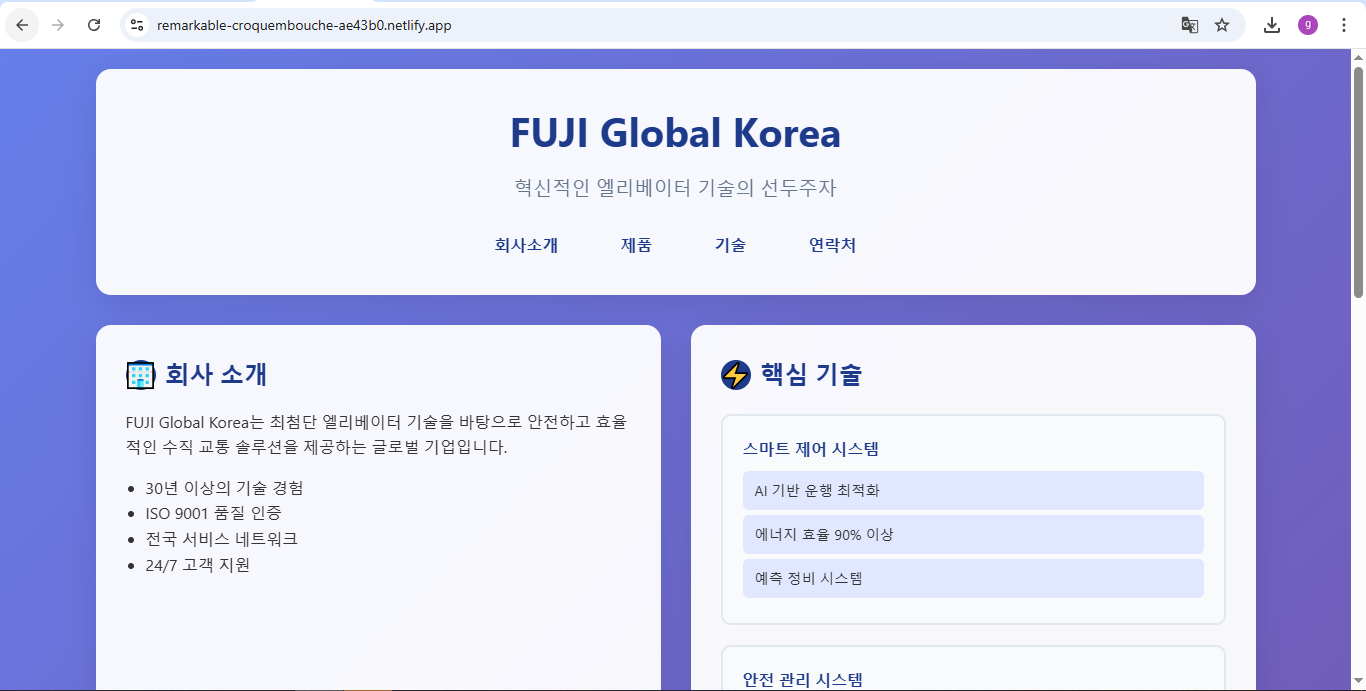 remarkable-croquembouche-ae43b0.netlify.app
g
FUJI Global Korea
혁신적인 엘리베이터 기술의 선두주자
회사소개 제품 기술 연락처
회사 소개
FUJI Global Korea는 최첨단 엘리베이터 기술을 바탕으로 안전하고 효율
적인 수직 교통 솔루션을 제공하는 글로벌 기업입니다.
• 30년 이상의 기술 경험
• ISO 9001 품질 인증
• 전국 서비스 네트워크
• 24/7 고객 지원
핵심 기술
스마트 제어 시스템
AI 기반 운행 최적화
에너지 효율 90% 이상
예측 정비 시스템
안전 관리 시스템